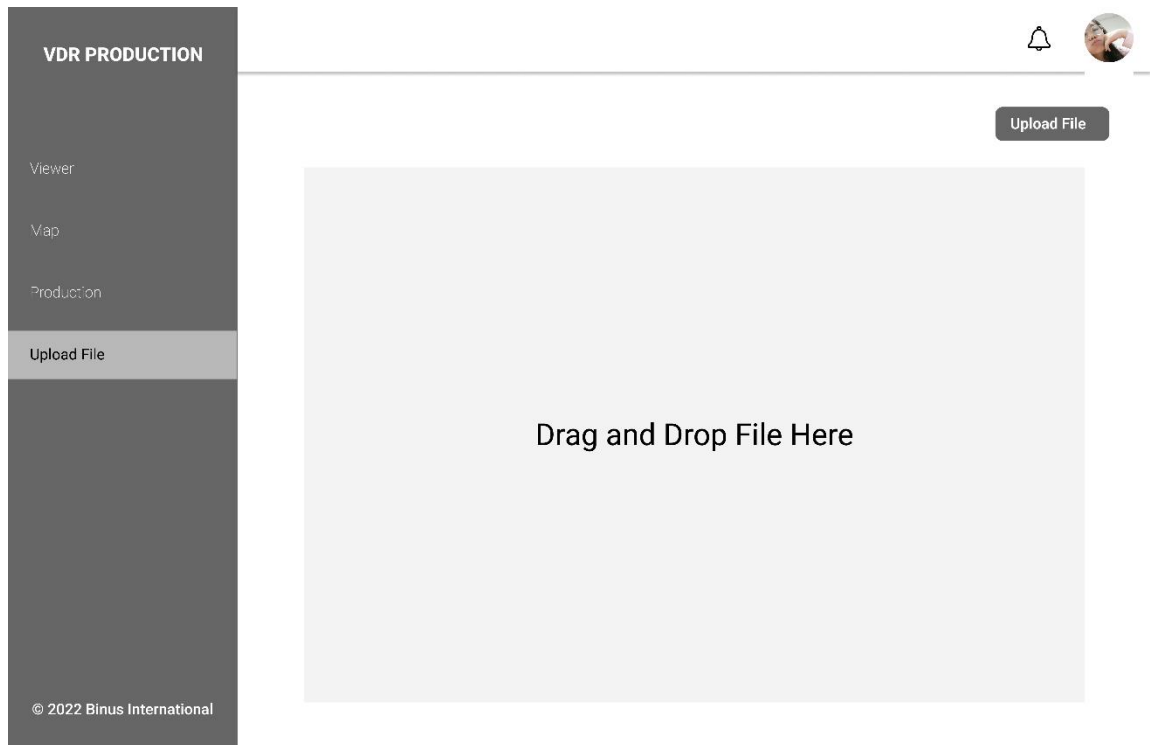 VDR PRODUCTION
Upload File
Viewer
Map
Production
Upload File
Drag and Drop File Here
© 2022 Binus International